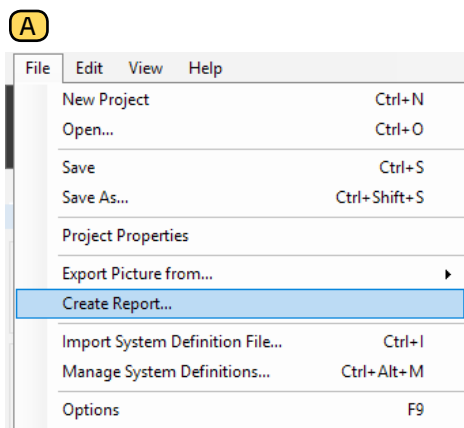 A
File Edit View Help
New Project Ctrl+N
Open... Ctrl+O
Save Ctrl+S
Save As... Ctrl+Shift+S
Project Properties
Export Picture from...
Create Report...
Import System Definition File... Ctrl+I
Manage System Definitions... Ctrl+Alt+M
Options F9